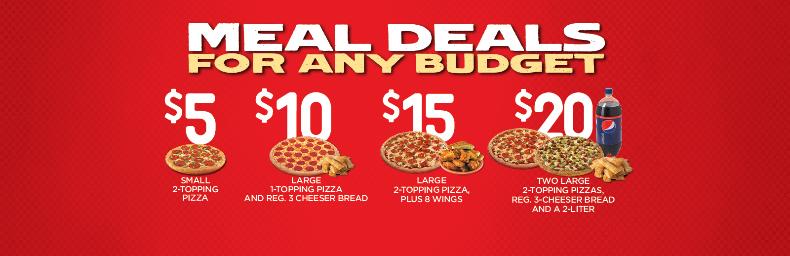 MEAL DEALS
FOR ANY BUDGET
$5
SMALL
2-TOPPING
PIZZA
$10
LARGE
1-TOPPING PIZZA
AND REG. 3 CHEESER BREAD
$15
LARGE
2-TOPPING PIZZA,
PLUS 8 WINGS
$20
pepsi
TWO LARGE
2-TOPPING PIZZAS,
REG. 3-CHEESER BREAD
AND A 2-LITER